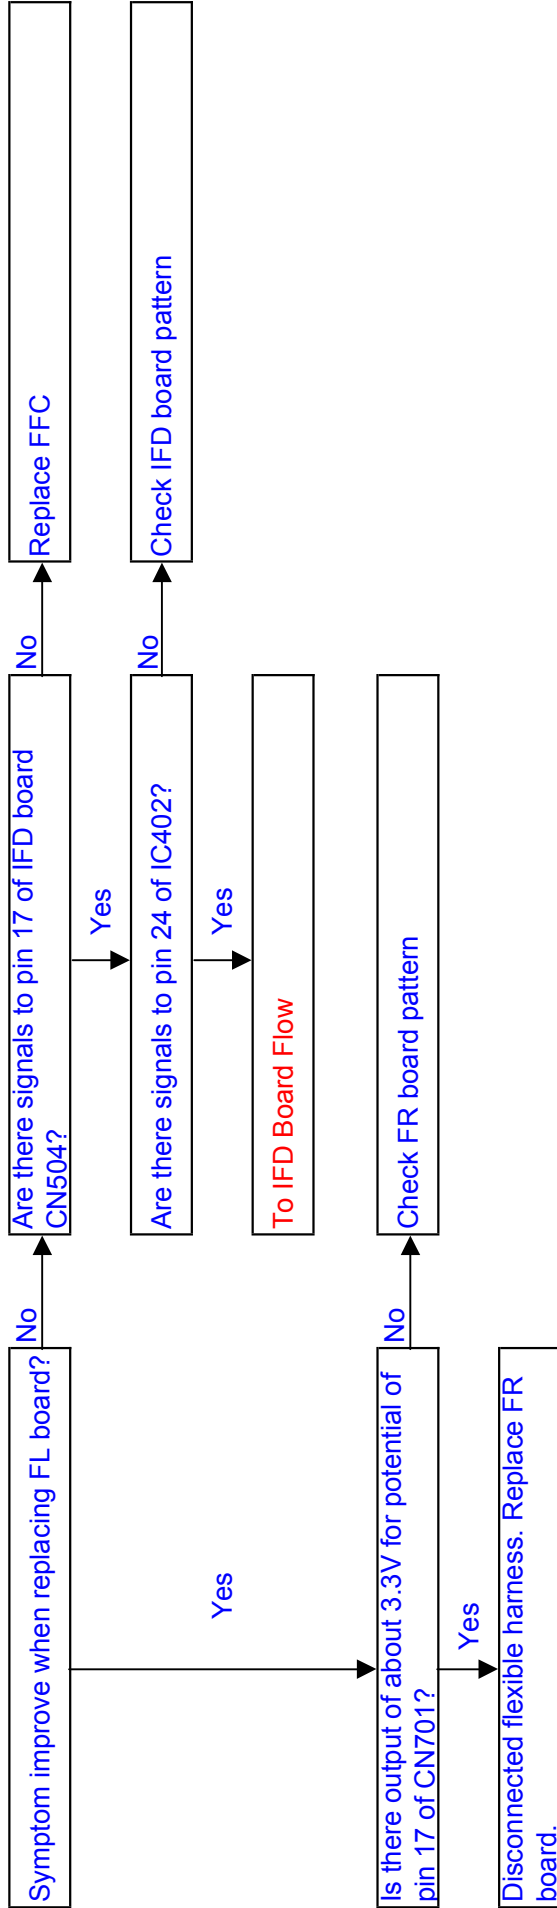 Symptom improve when replacing FL board?
No
Are there signals to pin 17 of IFD board
CN504?
No
Replace FFC
Yes
Are there signals to pin 24 of IC402?
No
Check IFD board pattern
Yes
To IFD Board Flow
Yes
Is there output of about 3.3V for potential of
pin 17 of CN701?
No
Check FR board pattern
Yes
Disconnected flexible harness. Replace FR
board.